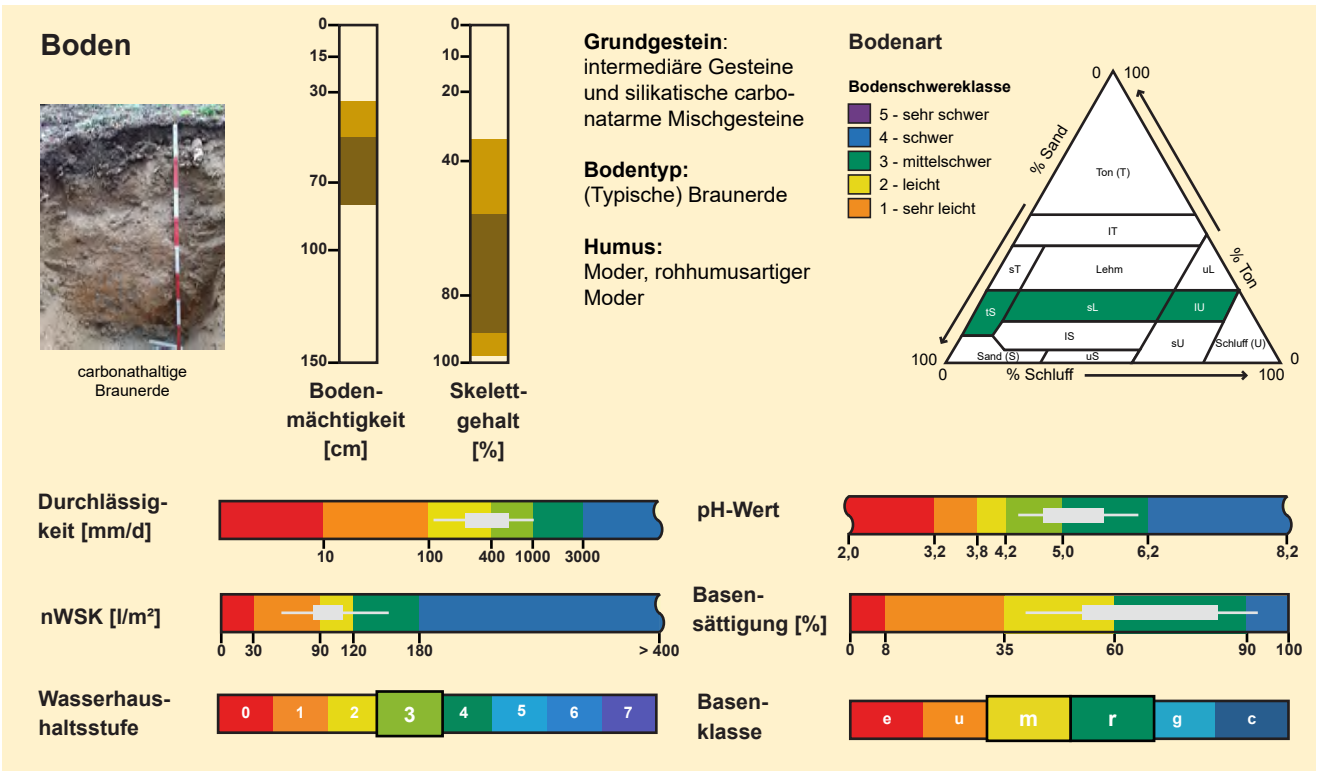 Boden
carbonathaltige
Braunerde
0
15
30
70
100
150
Boden-
mächtigkeit
[cm]
0
10
20
40
80
100
Skelett-
gehalt
[%]
Grundgestein:
intermediäre Gesteine
und silikatische carbo-
natarme Mischgesteine
Bodentyp:
(Typische) Braunerde
Humus:
Moder, rohhumusartiger
Moder
Bodenart
Bodenschwereklasse
5 - sehr schwer
4 - schwer
3 - mittelschwer
2 - leicht
1 - sehr leicht
0 100
% Sand
% Ton
Ton (T)
lT
sT Lehm uL
tS sL lU
lS sU Schluff (U)
Sand (S) uS
100 0
0 % Schluff 100
Durchlässig-
keit [mm/d]
10 100 400 1000 3000
nWSK [l/m²]
0 30 90 120 180 > 400
Wasserhaus-
haltsstufe
0 1 2 3 4 5 6 7
pH-Wert
2,0 3,2 3,8 4,2 5,0 6,2 8,2
Basen-
sättigung [%]
0 8 35 60 90 100
Basen-
klasse
e u m r g c